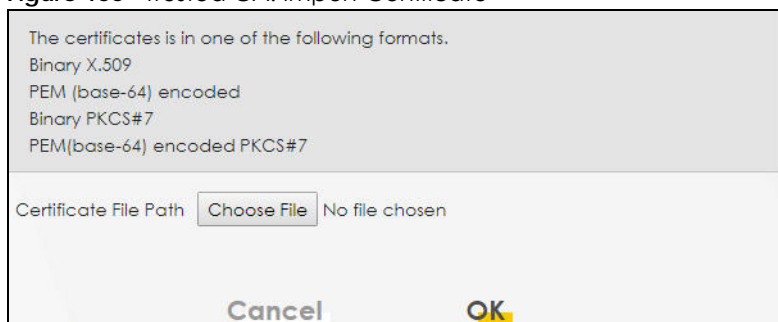 The certificates is in one of the following formats.
Binary X.509
PEM (base-64) encoded
Binary PKCS#7
PEM(base-64) encoded PKCS#7
Certificate File Path Choose File No file chosen
Cancel OK